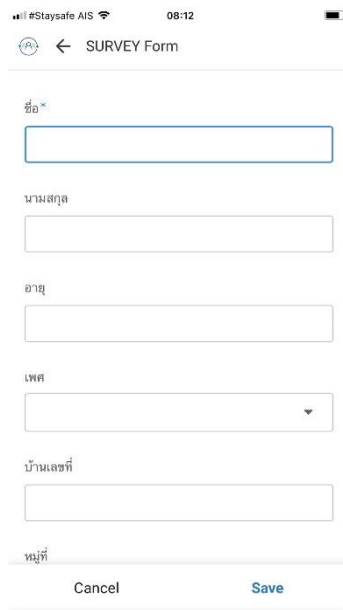 #Staysafe AIS 08:12
SURVEY Form
ชื่อ*
นามสกุล
อายุ
เพศ
บ้านเลขที่
หมู่ที่
Cancel Save